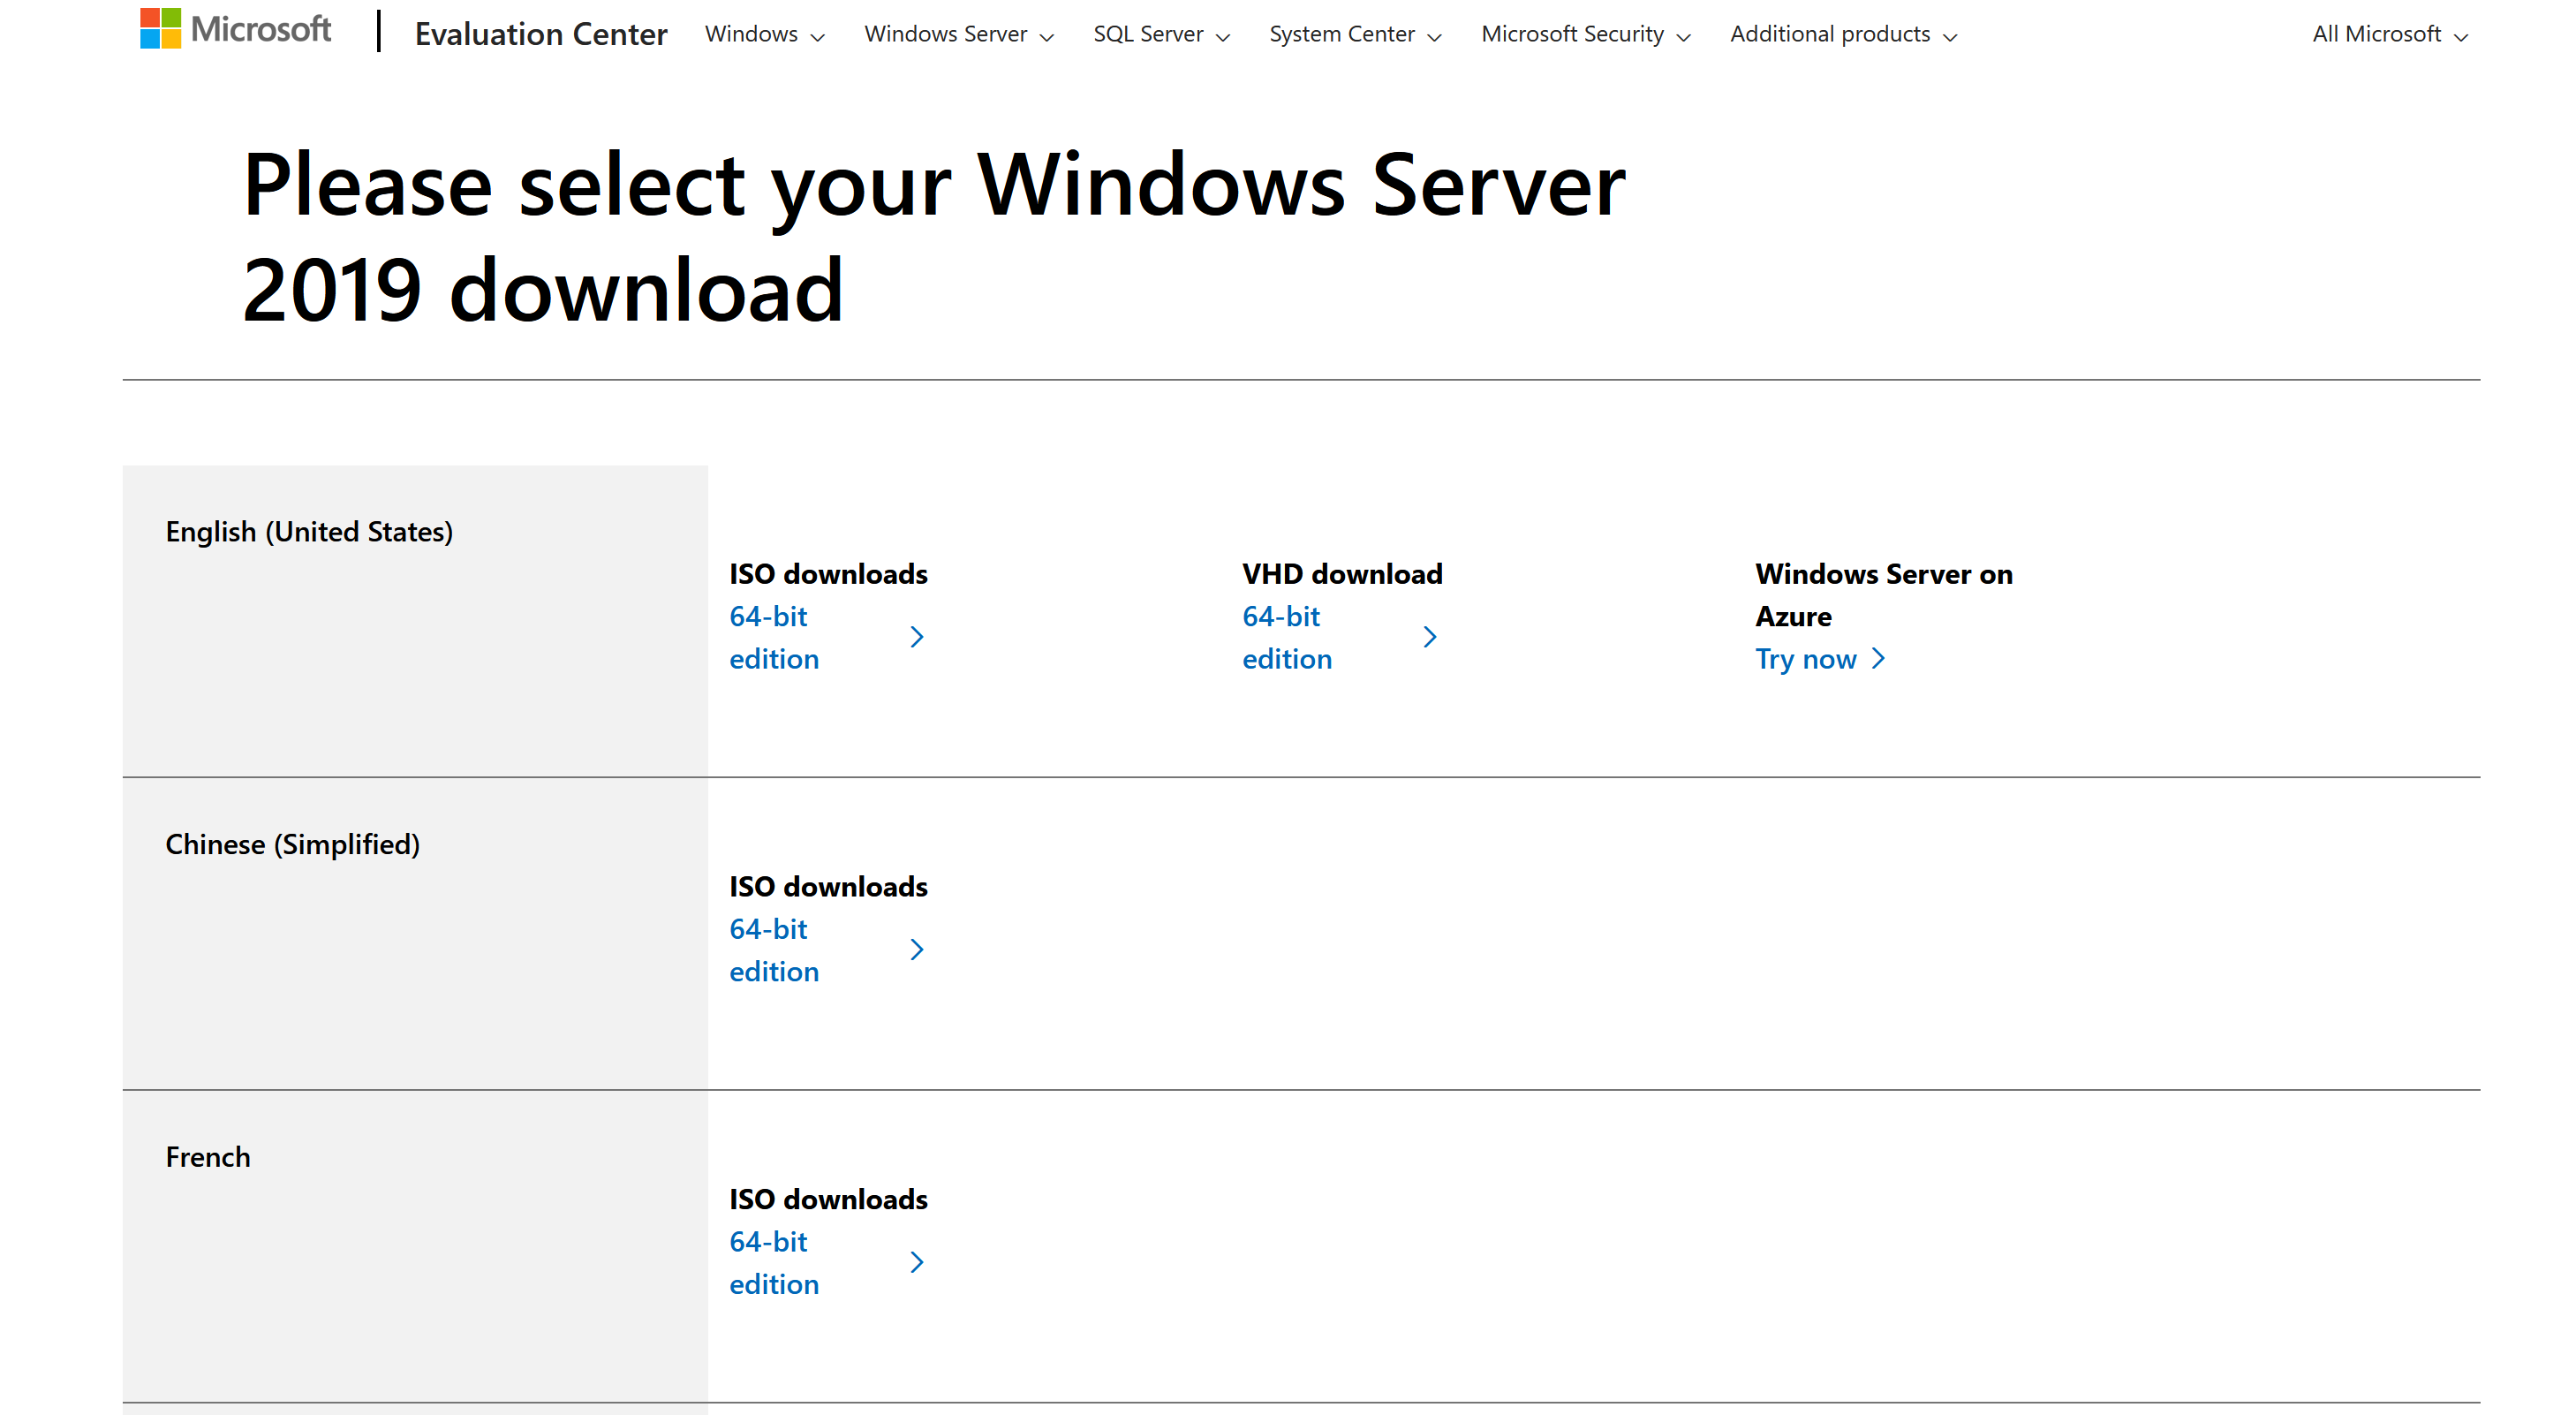 Microsoft
Evaluation Center
Windows
Windows Server
SQL Server
System Center
Microsoft Security
Additional products
All Microsoft
Please select your Windows Server
2019 download
English (United States)
ISO downloads
64-bit
edition
VHD download
64-bit
edition
Windows Server on
Azure
Try now
Chinese (Simplified)
ISO downloads
64-bit
edition
French
ISO downloads
64-bit
edition